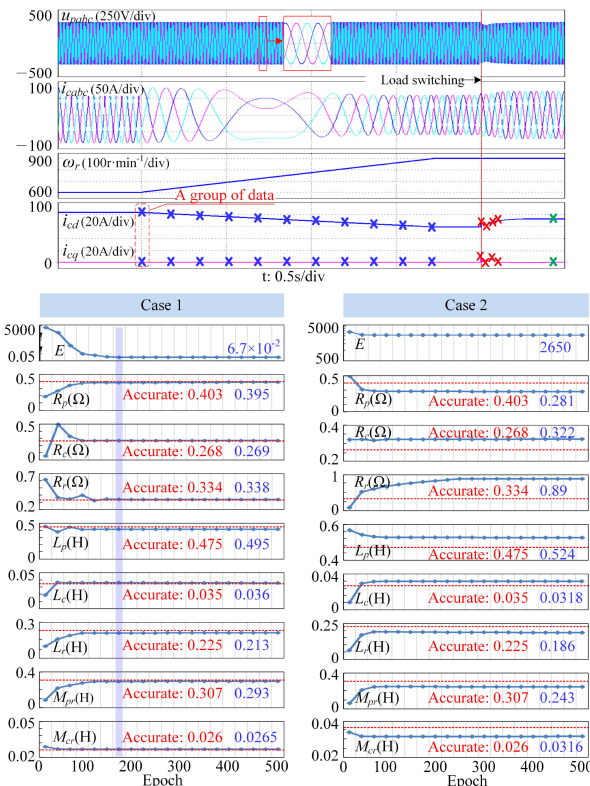 500
u_pabc (250V/div)
−500
Load switching
100
i_cabc (50A/div)
−100
900
ω_r (100r·min⁻¹/div)
600
A group of data
100
i_cd (20A/div)
i_cq (20A/div)
0
t: 0.5s/div
Case 1
5000
E
6.7×10⁻²
0.05
0.5
R_p(Ω)
Accurate: 0.403 0.395
0
0.5
R_c(Ω)
Accurate: 0.268 0.269
0
0.7
R_r(Ω)
Accurate: 0.334 0.338
0.2
0.5
L_p(H)
Accurate: 0.475 0.495
0
0.05
L_c(H)
Accurate: 0.035 0.036
0
0.3
L_r(H)
Accurate: 0.225 0.213
0
0.4
M_pr(H)
Accurate: 0.307 0.293
0
0.05
M_cr(H)
Accurate: 0.026 0.0265
0.02
0 100 200 300 400 500
Epoch
Case 2
5000
E
2650
500
0.5
R_p(Ω)
Accurate: 0.403 0.281
0
R_c(Ω)
Accurate: 0.268 0.322
0.4
0.2
1
R_r(Ω)
Accurate: 0.334 0.89
0
0.6
L_p(H)
Accurate: 0.475 0.524
0.4
0.04
L_c(H)
Accurate: 0.035 0.0318
0
0.25
L_r(H)
Accurate: 0.225 0.186
0
0.4
M_pr(H)
Accurate: 0.307 0.243
0
0.04
M_cr(H)
Accurate: 0.026 0.0316
0.02
0 100 200 300 400 500
Epoch